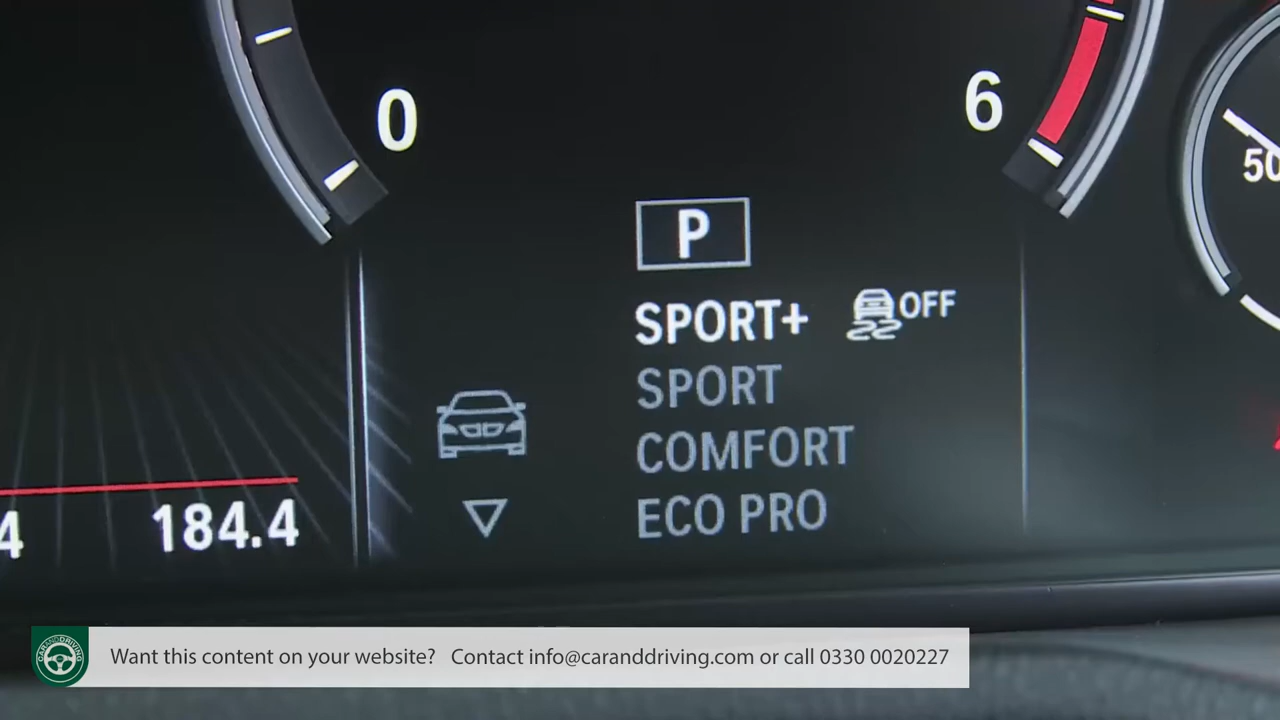 0
6
50
P
SPORT+ OFF
SPORT
COMFORT
ECO PRO
4 184.4
CARANDDRIVING
Want this content on your website? Contact info@caranddriving.com or call 0330 0020227